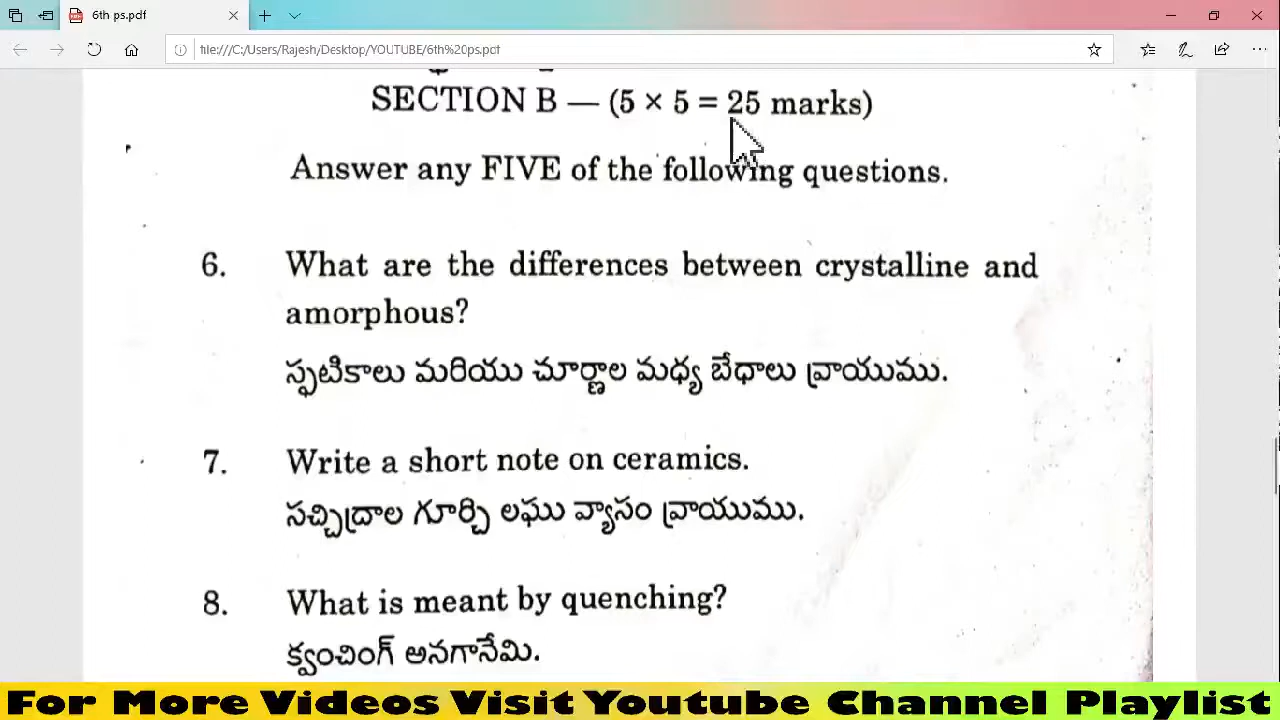 6th ps.pdf
file:///C:/Users/Rajesh/Desktop/YOUTUBE/6th%20ps.pdf
SECTION B — (5 × 5 = 25 marks)
Answer any FIVE of the following questions.
6. What are the differences between crystalline and
amorphous?
స్ఫటికాలు మరియు చూర్ణాల మధ్య బేధాలు వ్రాయుము.
7. Write a short note on ceramics.
సచ్ఛిద్రాల గూర్చి లఘు వ్యాసం వ్రాయుము.
8. What is meant by quenching?
క్వంచింగ్ అనగానేమి.
For More Videos Visit Youtube Channel Playlist